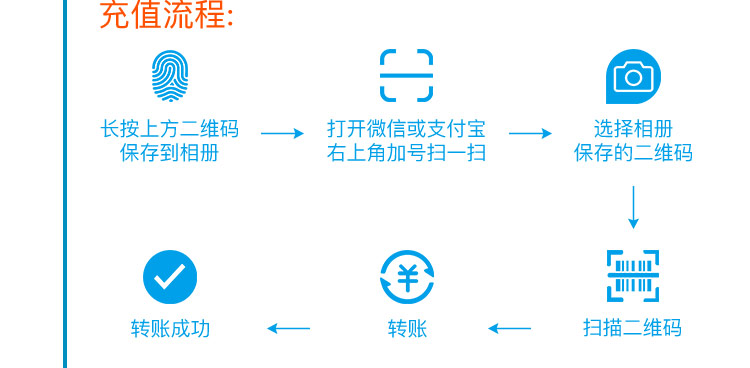 充值流程:
长按上方二维码
保存到相册
打开微信或支付宝
右上角加号扫一扫
选择相册
保存的二维码
扫描二维码
转账
转账成功